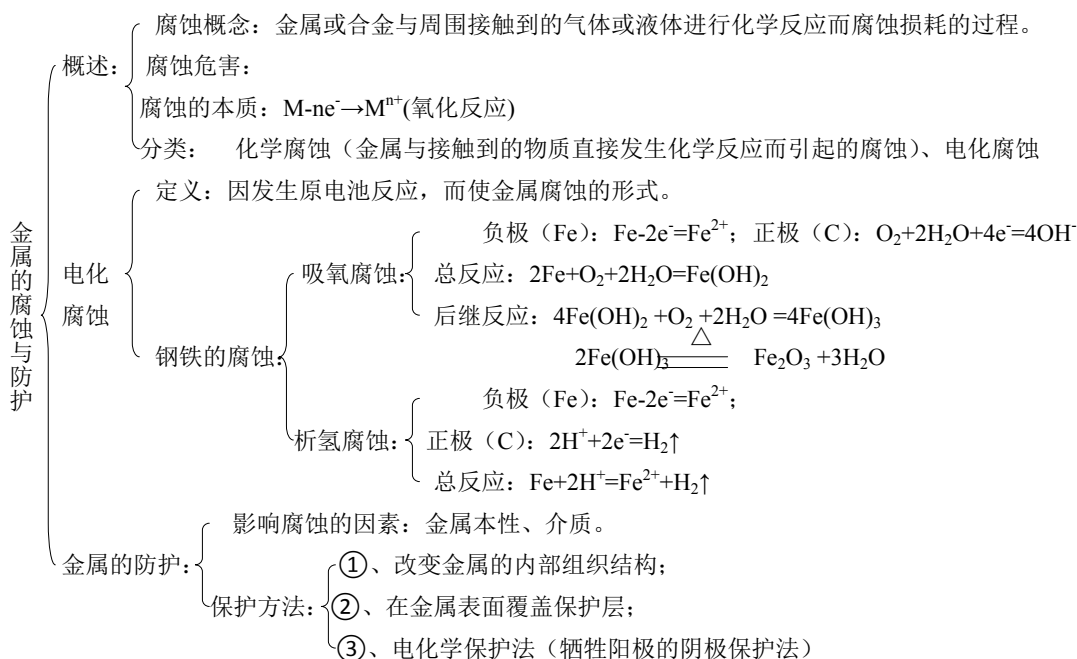 腐蚀概念：金属或合金与周围接触到的气体或液体进行化学反应而腐蚀损耗的过程。
概述：
腐蚀危害：
腐蚀的本质：M-ne⁻→Mⁿ⁺(氧化反应)
分类： 化学腐蚀（金属与接触到的物质直接发生化学反应而引起的腐蚀）、电化腐蚀
金属的腐蚀与防护
定义：因发生原电池反应，而使金属腐蚀的形式。
电化
腐蚀
负极（Fe）：Fe-2e⁻=Fe²⁺；正极（C）：O₂+2H₂O+4e⁻=4OH⁻
吸氧腐蚀：
总反应：2Fe+O₂+2H₂O=Fe(OH)₂
后继反应：4Fe(OH)₂ +O₂ +2H₂O =4Fe(OH)₃
△
钢铁的腐蚀：
2Fe(OH)₃ Fe₂O₃ +3H₂O
负极（Fe）：Fe-2e⁻=Fe²⁺；
析氢腐蚀：
正极（C）：2H⁺+2e⁻=H₂↑
总反应：Fe+2H⁺=Fe²⁺+H₂↑
影响腐蚀的因素：金属本性、介质。
金属的防护：
①、改变金属的内部组织结构；
保护方法：
②、在金属表面覆盖保护层；
③、电化学保护法（牺牲阳极的阴极保护法）